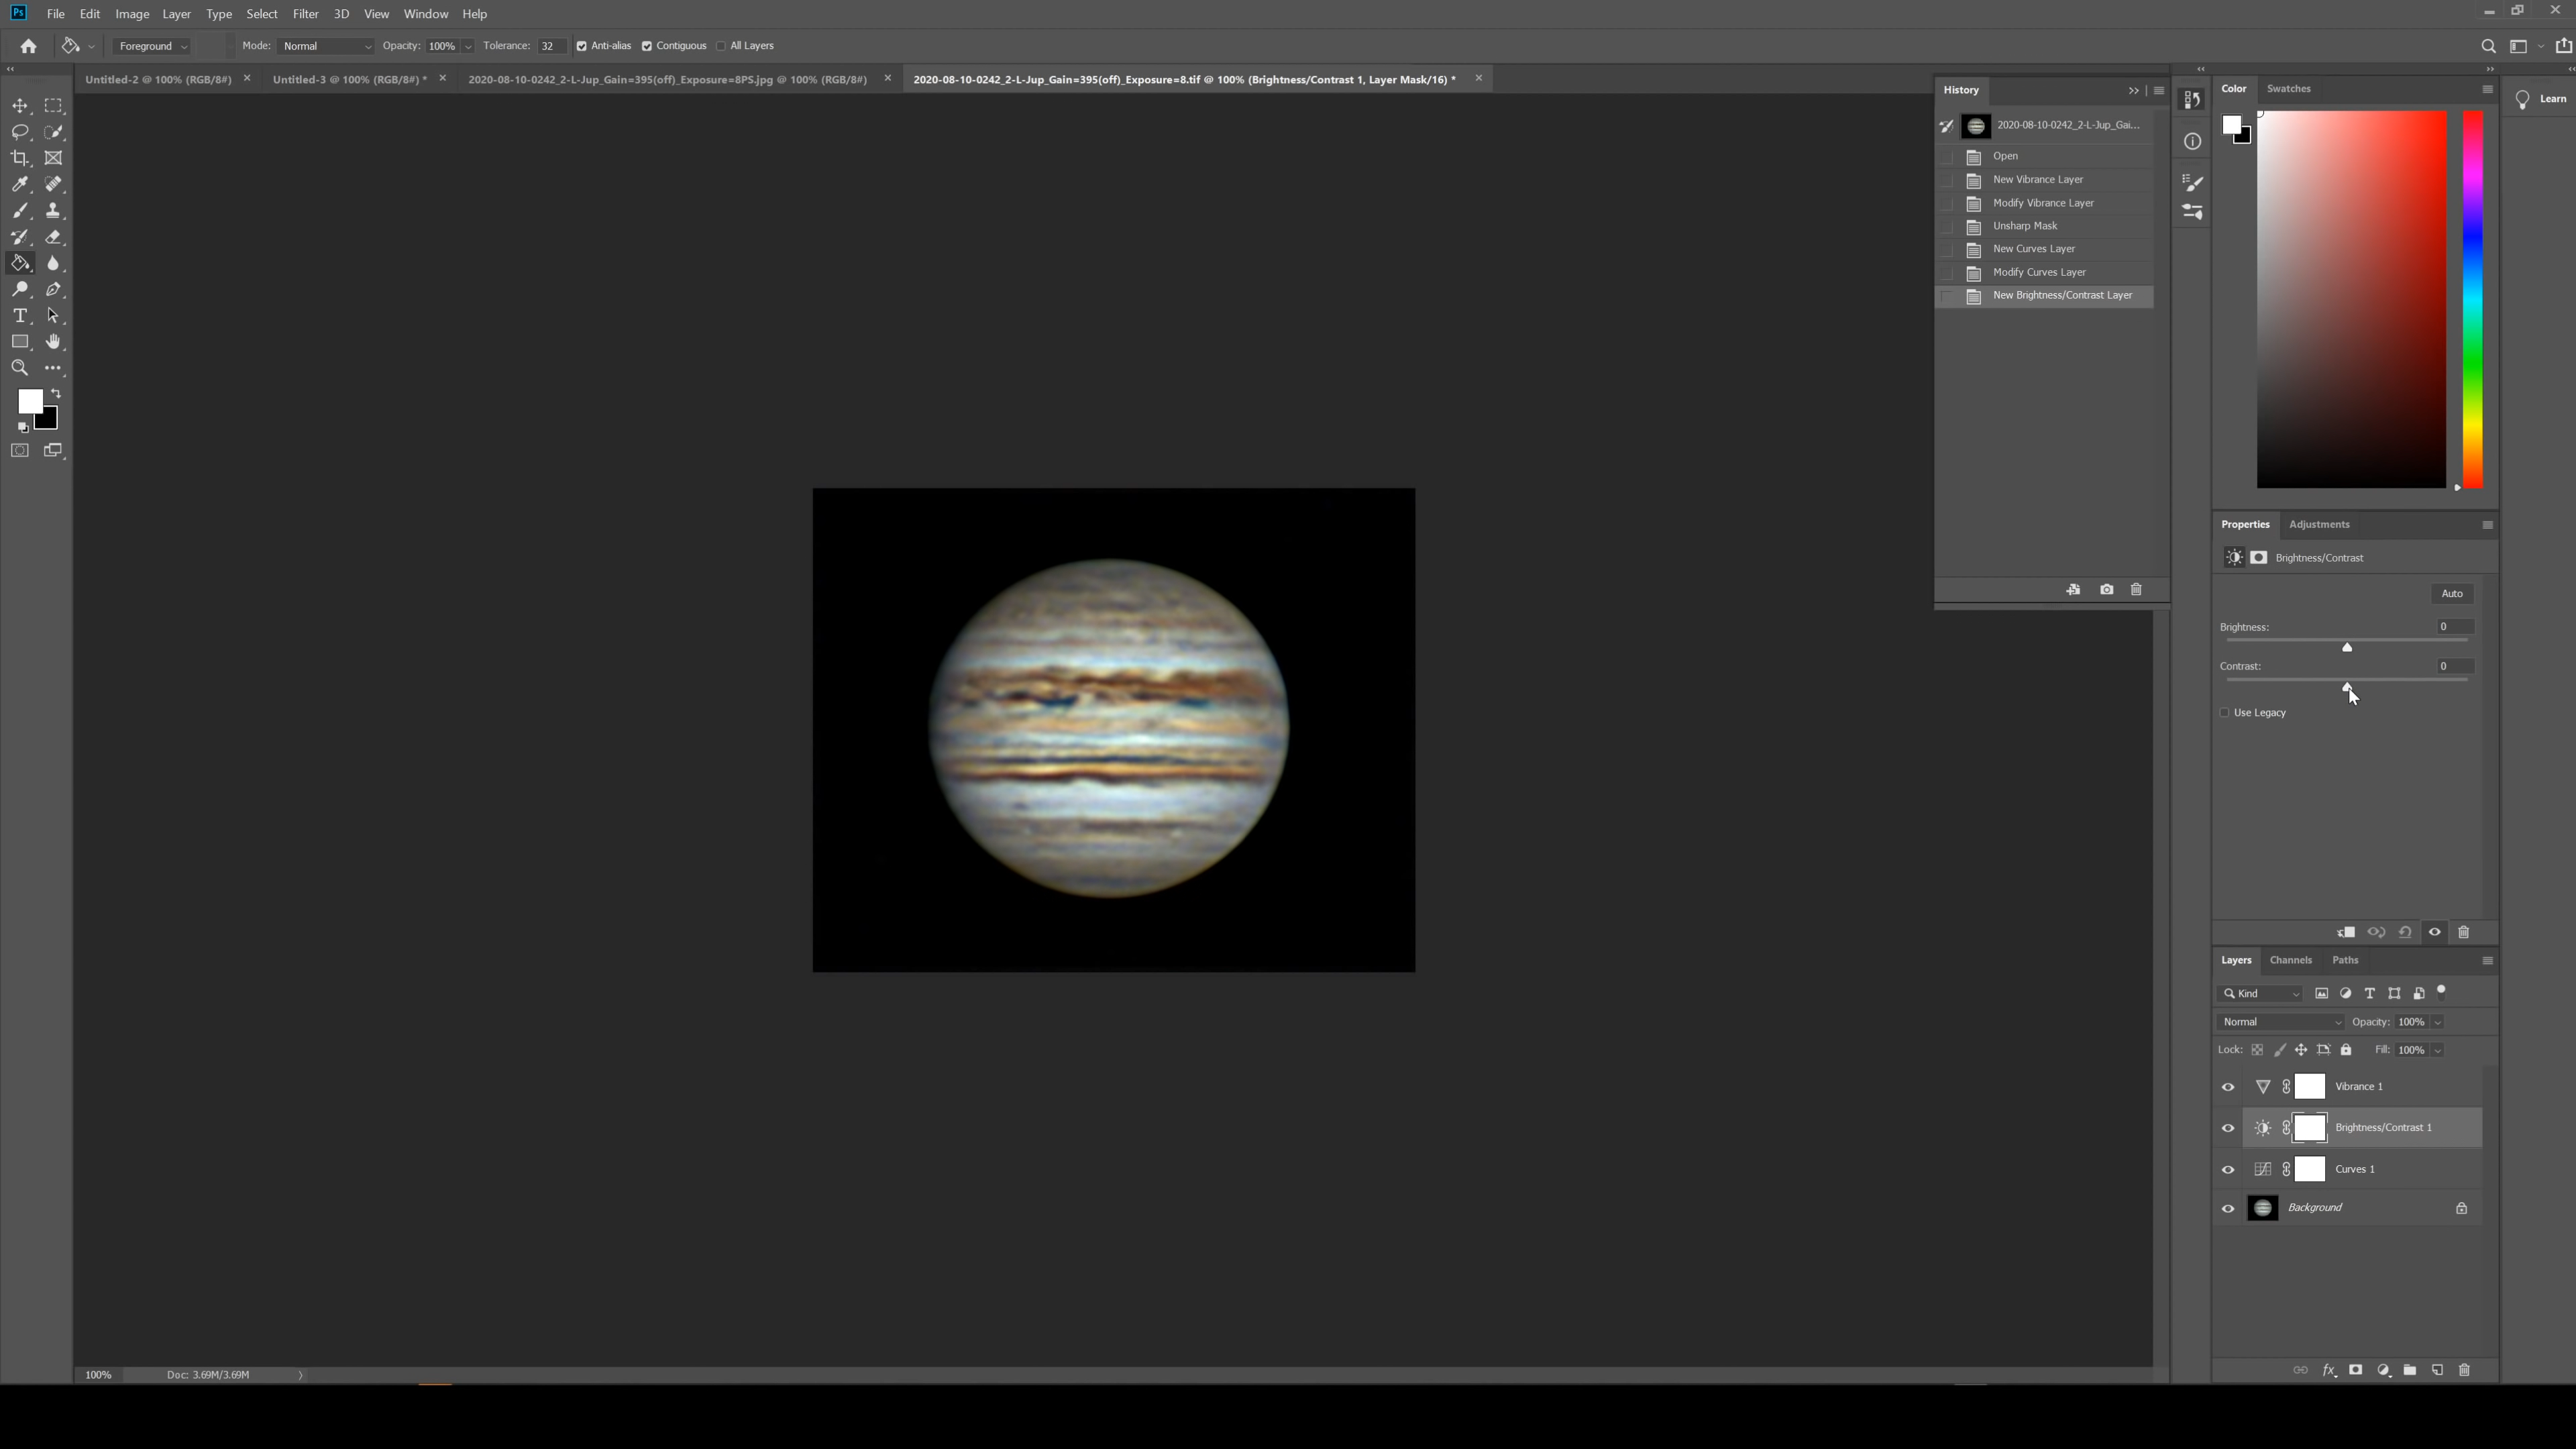 Ps File Edit Image Layer Type Select Filter 3D View Window Help
Foreground Mode: Normal Opacity: 100% Tolerance: 32 Anti-alias Contiguous All Layers
Untitled-2 @ 100% (RGB/8#) Untitled-3 @ 100% (RGB/8#) * 2020-08-10-0242_2-L-Jup_Gain=395(off)_Exposure=8PS.jpg @ 100% (RGB/8#) 2020-08-10-0242_2-L-Jup_Gain=395(off)_Exposure=8.tif @ 100% (Brightness/Contrast 1, Layer Mask/16) *
History
2020-08-10-0242_2-L-Jup_Gai...
Open
New Vibrance Layer
Modify Vibrance Layer
Unsharp Mask
New Curves Layer
Modify Curves Layer
New Brightness/Contrast Layer
Color Swatches
Learn
Properties Adjustments
Brightness/Contrast
Auto
Brightness: 0
Contrast: 0
Use Legacy
Layers Channels Paths
Kind
Normal Opacity: 100%
Lock: Fill: 100%
Vibrance 1
Brightness/Contrast 1
Curves 1
Background
fx
100% Doc: 3.69M/3.69M